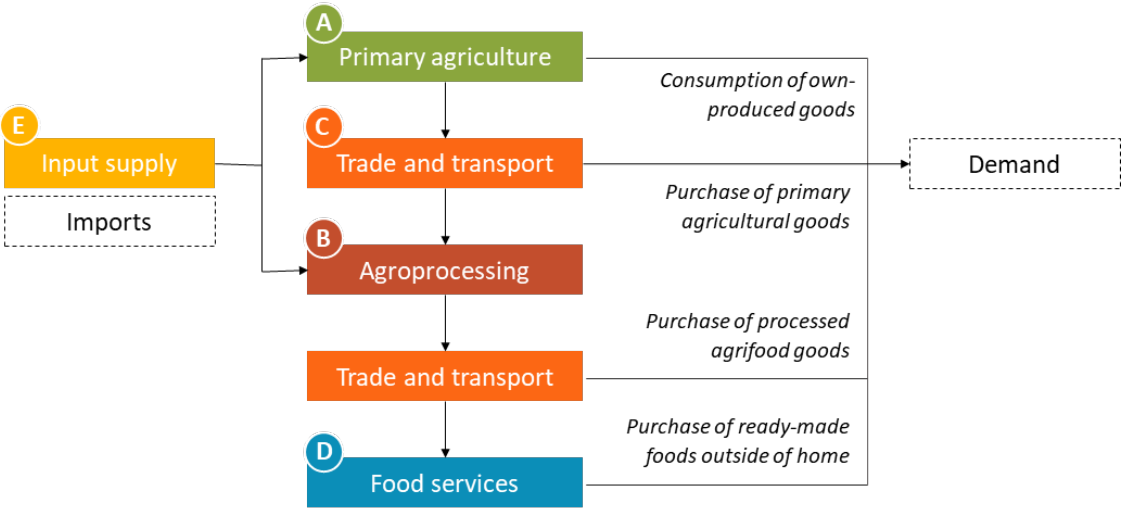 A
Primary agriculture
Consumption of own-
produced goods
E
Input supply
C
Trade and transport
Demand
Imports
Purchase of primary
agricultural goods
B
Agroprocessing
Purchase of processed
agrifood goods
Trade and transport
Purchase of ready-made
foods outside of home
D
Food services